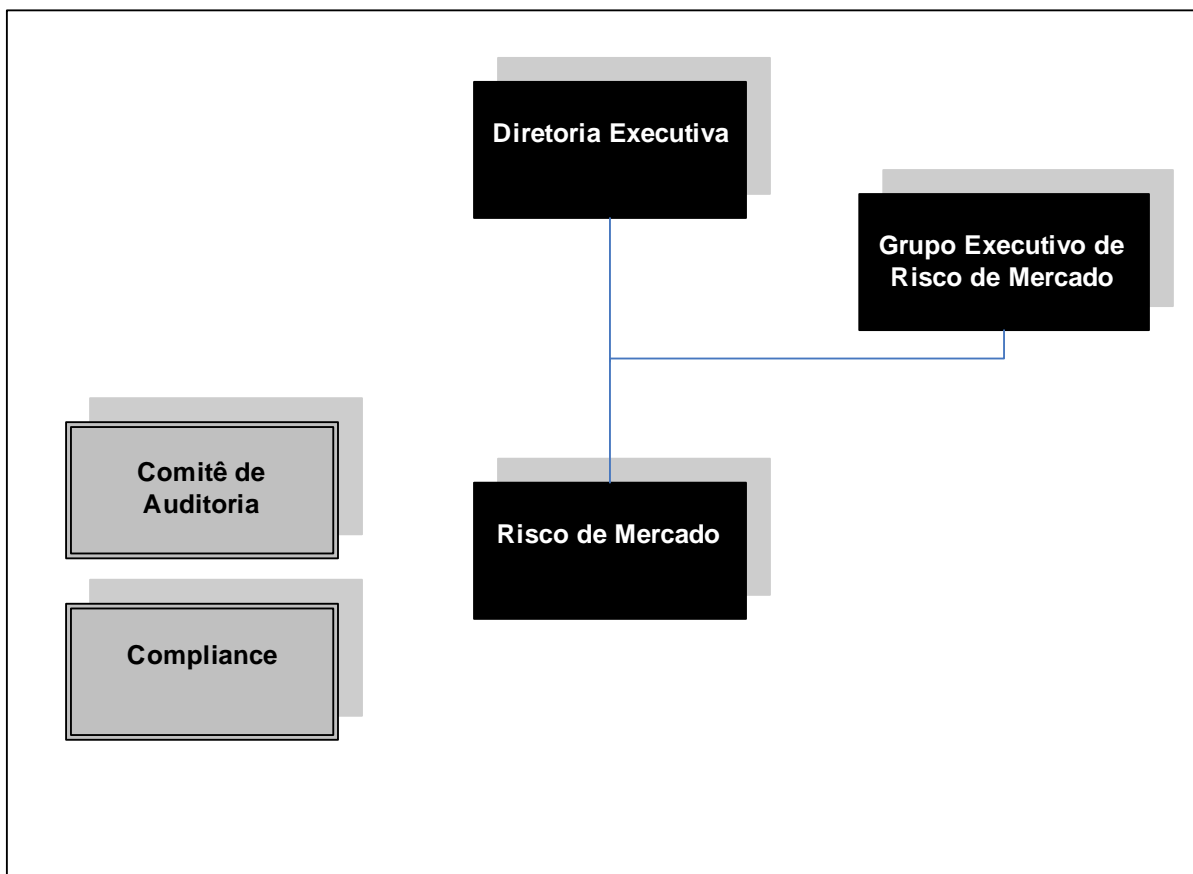 Diretoria Executiva
Grupo Executivo de
Risco de Mercado
Comitê de
Auditoria
Risco de Mercado
Compliance